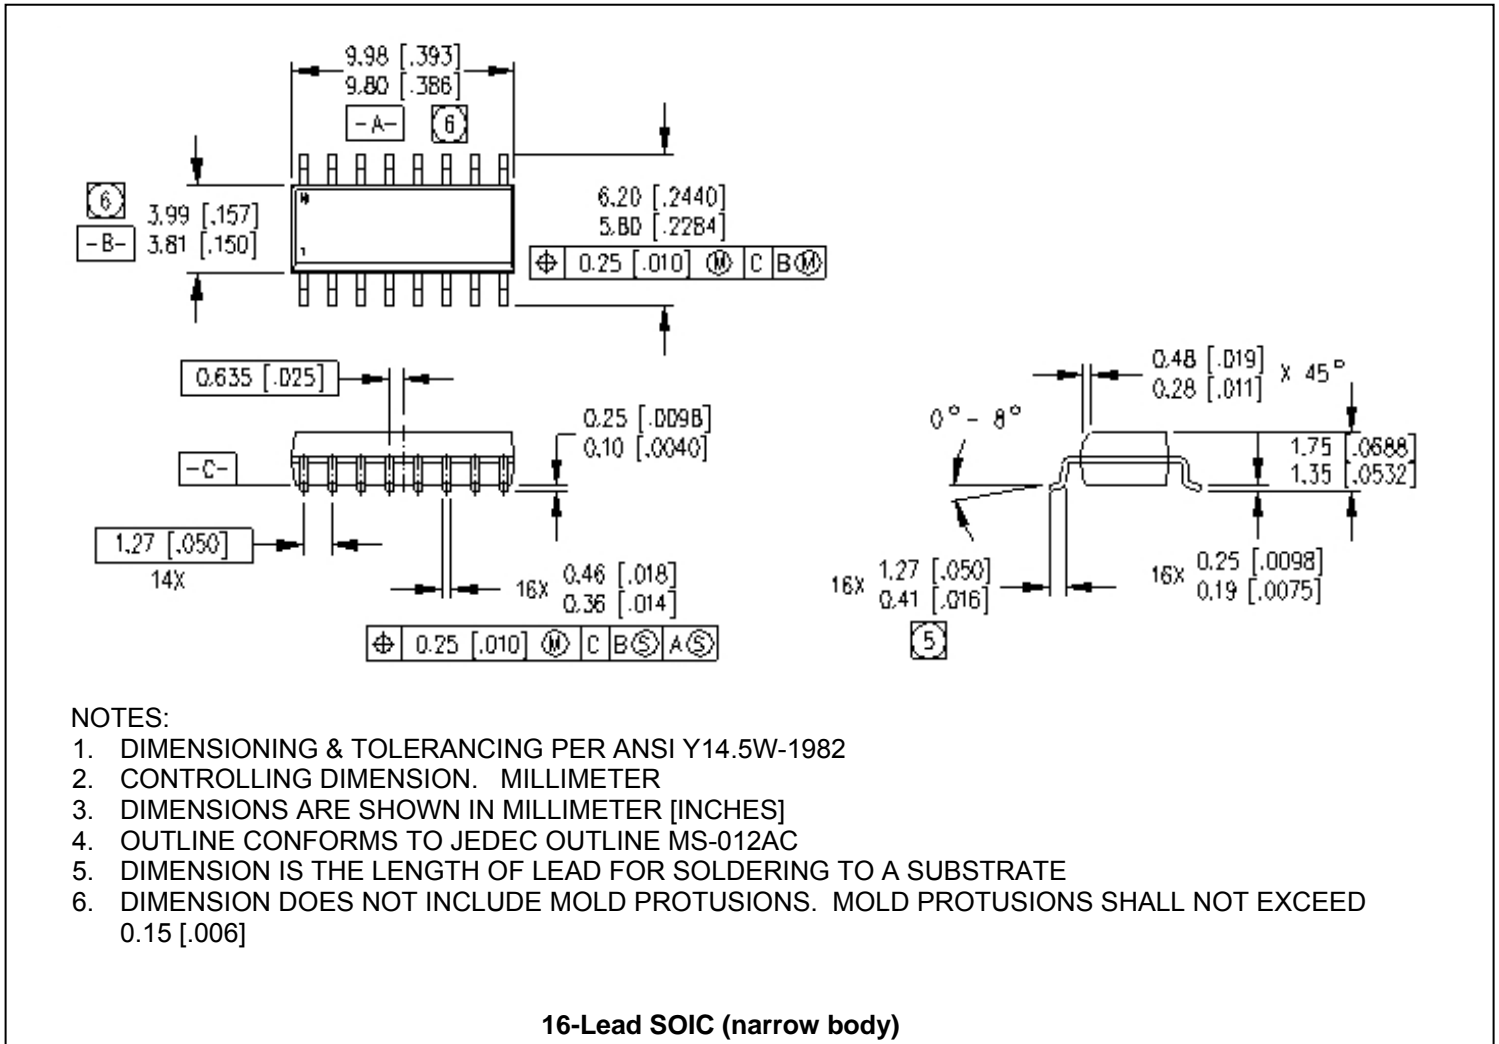 9.98 [.393]
9.80 [.386]
-A- 6
6
3.99 [.157]
-B- 3.81 [.150]
N
1
6.20 [.2440]
5.80 [.2284]
⌖ 0.25 [.010] Ⓜ C BⓂ
0.635 [.025]
0.25 [.0098]
0.10 [.0040]
-C-
1.27 [.050]
14X
16X 0.46 [.018]
0.36 [.014]
⌖ 0.25 [.010] Ⓜ C BⓈ AⓈ
0.48 [.019]
0.28 [.011] X 45°
0° - 8°
1.75 [.0688]
1.35 [.0532]
16X 1.27 [.050]
0.41 [.016]
5
16X 0.25 [.0098]
0.19 [.0075]
NOTES:
1. DIMENSIONING & TOLERANCING PER ANSI Y14.5W-1982
2. CONTROLLING DIMENSION. MILLIMETER
3. DIMENSIONS ARE SHOWN IN MILLIMETER [INCHES]
4. OUTLINE CONFORMS TO JEDEC OUTLINE MS-012AC
5. DIMENSION IS THE LENGTH OF LEAD FOR SOLDERING TO A SUBSTRATE
6. DIMENSION DOES NOT INCLUDE MOLD PROTUSIONS. MOLD PROTUSIONS SHALL NOT EXCEED
0.15 [.006]
16-Lead SOIC (narrow body)